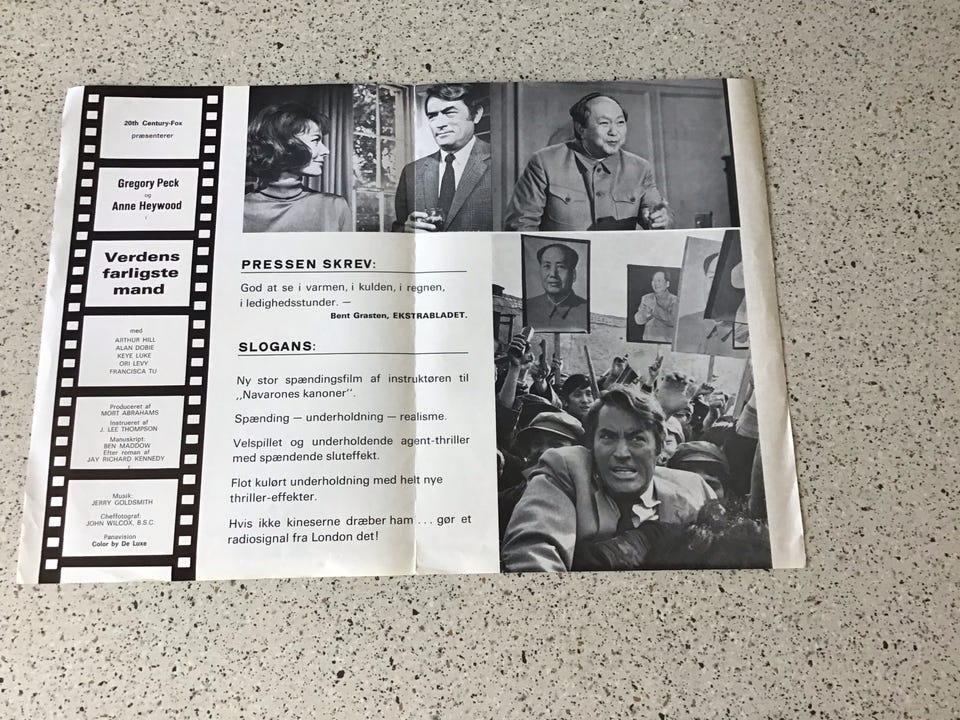 20th Century-Fox
præsenterer
Gregory Peck
og
Anne Heywood
i
Verdens
farligste
mand
med
ARTHUR HILL
ALAN DOBIE
KEYE LUKE
ORI LEVY
FRANCISCA TU
Produceret af
MORT ABRAHAMS
Instrueret af
J. LEE THOMPSON
Manuskript:
BEN MADDOW
Efter roman af
JAY RICHARD KENNEDY
Musik:
JERRY GOLDSMITH
Cheffotograf:
JOHN WILCOX, B.S.C.
Panavision
Color by De Luxe
PRESSEN SKREV:
God at se i varmen, i kulden, i regnen,
i ledighedsstunder. —
Bent Grasten, EKSTRABLADET.
SLOGANS:
Ny stor spændingsfilm af instruktøren til
„Navarones kanoner".
Spænding — underholdning — realisme.
Velspillet og underholdende agent-thriller
med spændende sluteffekt.
Flot kulørt underholdning med helt nye
thriller-effekter.
Hvis ikke kineserne dræber ham . . . gør et
radiosignal fra London det!